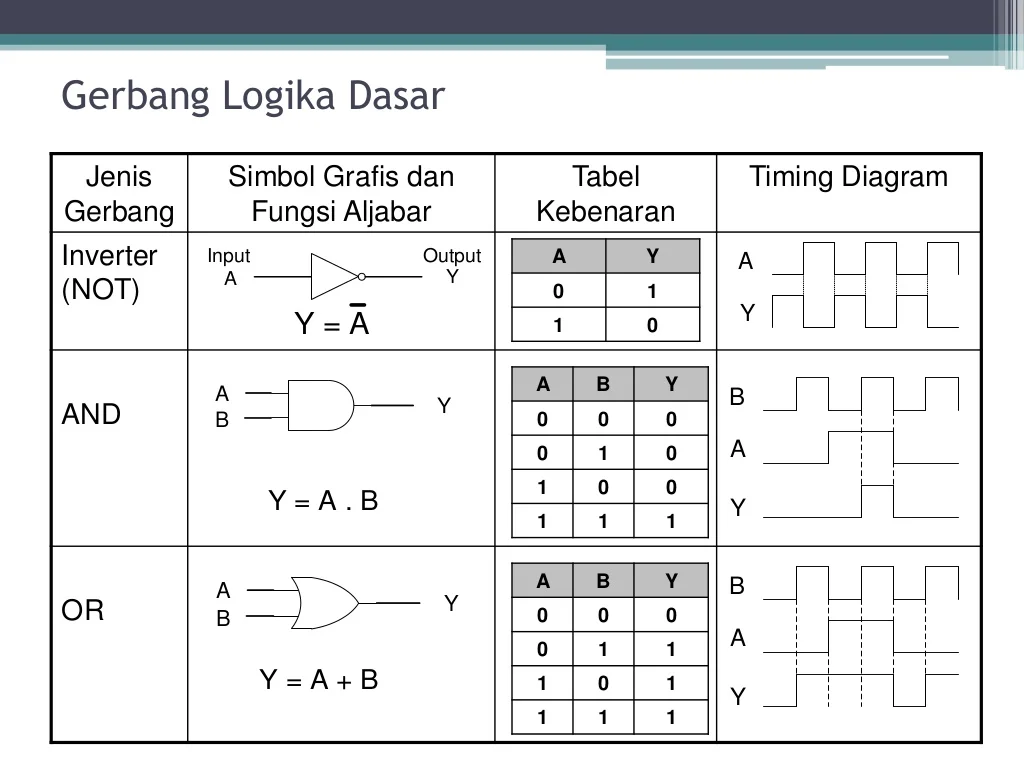 Gerbang Logika Dasar
Jenis Gerbang
Simbol Grafis dan Fungsi Aljabar
Tabel Kebenaran
Timing Diagram
Inverter (NOT)
Input A
Output Y
Y = A̅
A Y
0 1
1 0
A
Y
AND
A
B
Y
Y = A . B
A B Y
0 0 0
0 1 0
1 0 0
1 1 1
B
A
Y
OR
A
B
Y
Y = A + B
A B Y
0 0 0
0 1 1
1 0 1
1 1 1
B
A
Y